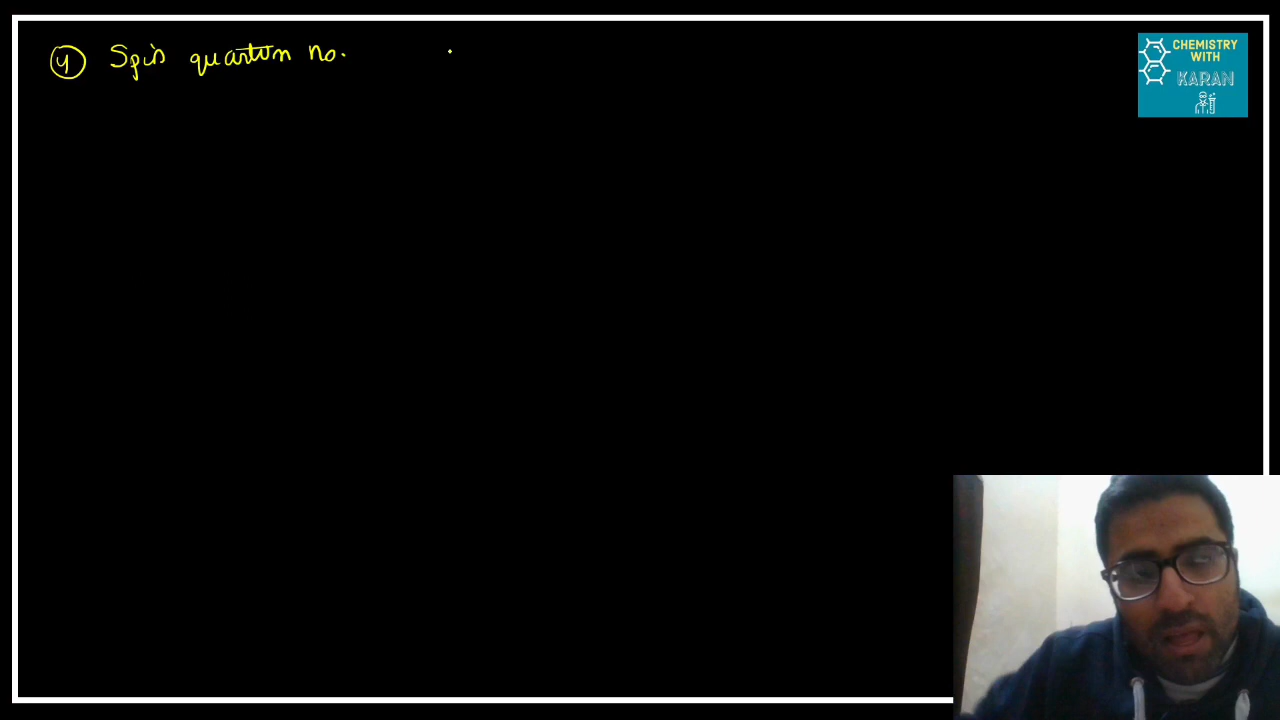 ④ Spin quantum no.
CHEMISTRY
WITH
KARAN